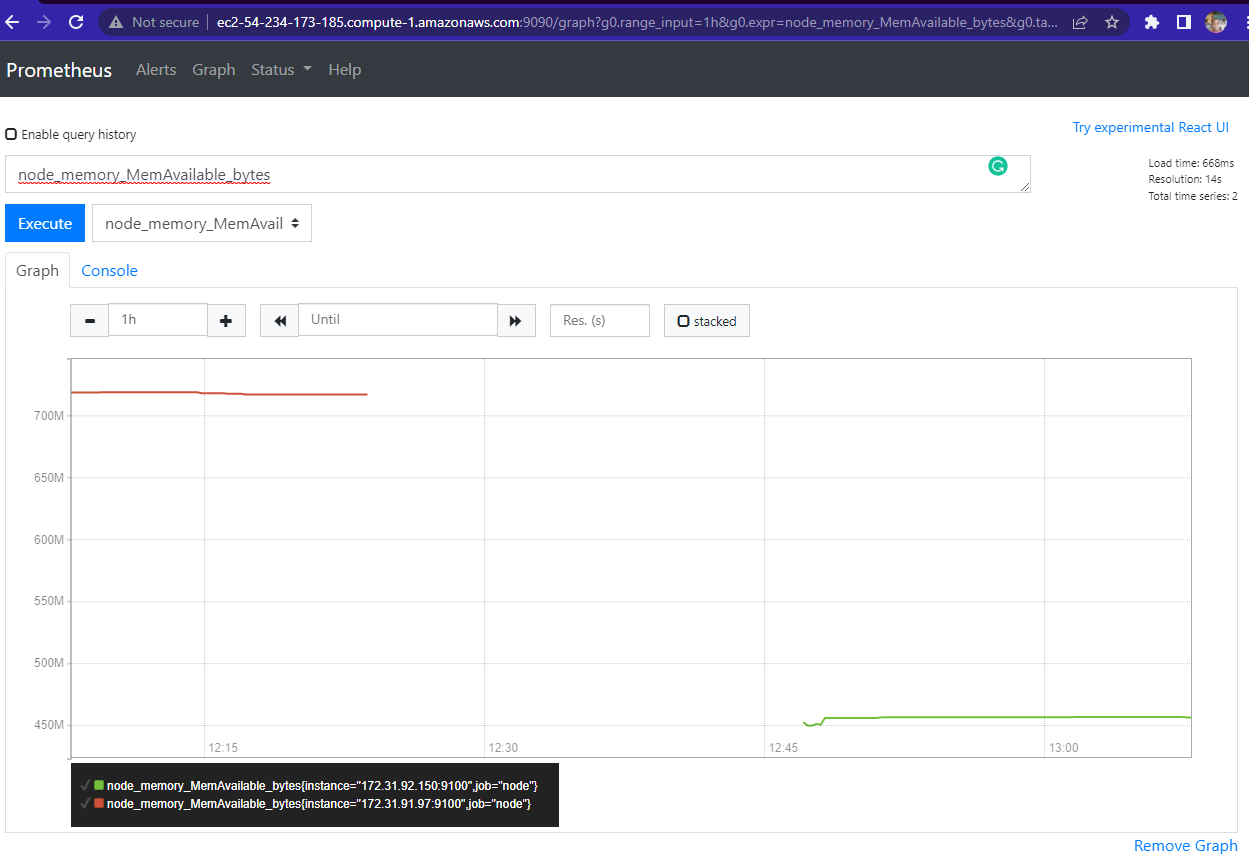 Not secure ec2-54-234-173-185.compute-1.amazonaws.com:9090/graph?g0.range_input=1h&g0.expr=node_memory_MemAvailable_bytes&g0.ta...
Prometheus Alerts Graph Status Help
Enable query history
Try experimental React UI
node_memory_MemAvailable_bytes
Load time: 668ms
Resolution: 14s
Total time series: 2
Execute node_memory_MemAvail
Graph Console
1h Until Res. (s) stacked
700M
650M
600M
550M
500M
450M
12:15 12:30 12:45 13:00
node_memory_MemAvailable_bytes{instance="172.31.92.150:9100",job="node"}
node_memory_MemAvailable_bytes{instance="172.31.91.97:9100",job="node"}
Remove Graph